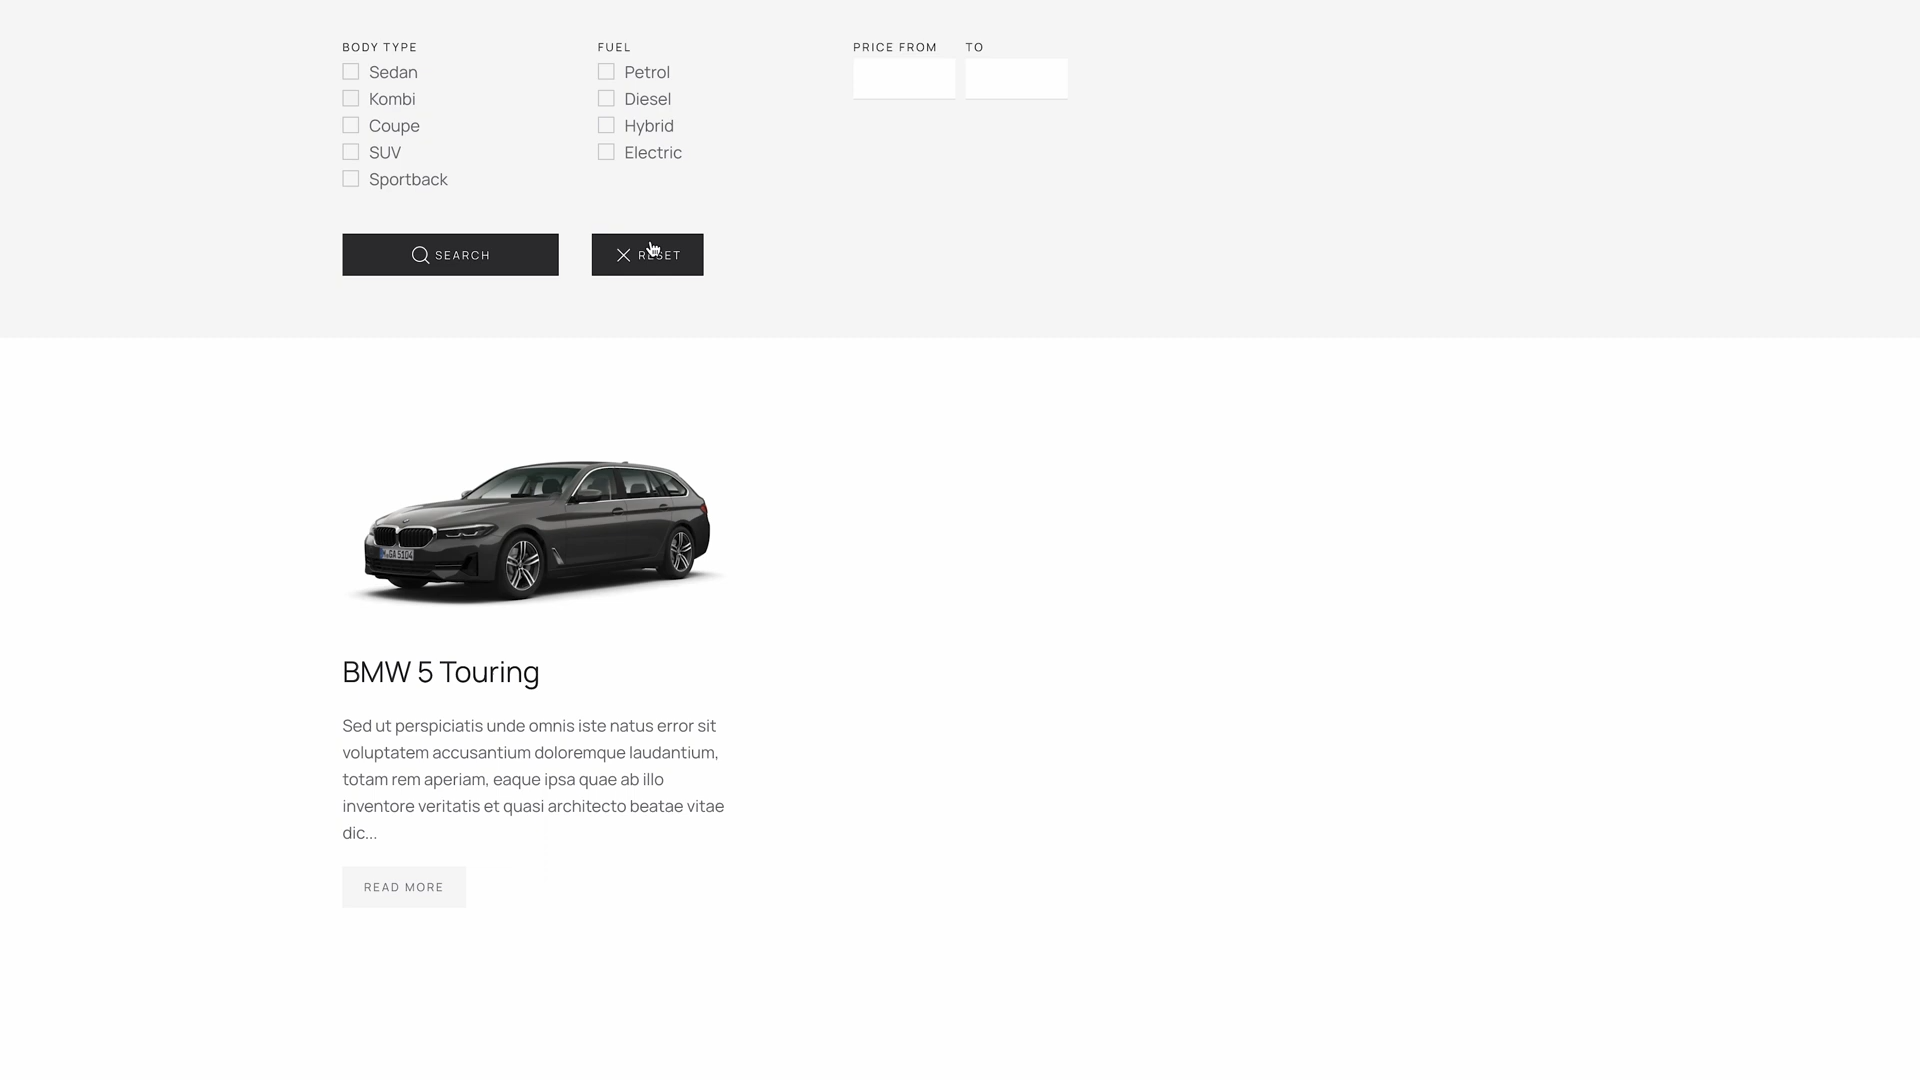 BODY TYPE
Sedan
Kombi
Coupe
SUV
Sportback
FUEL
Petrol
Diesel
Hybrid
Electric
PRICE FROM
TO
SEARCH
RESET
BMW 5 Touring
Sed ut perspiciatis unde omnis iste natus error sit
voluptatem accusantium doloremque laudantium,
totam rem aperiam, eaque ipsa quae ab illo
inventore veritatis et quasi architecto beatae vitae
dic...
READ MORE